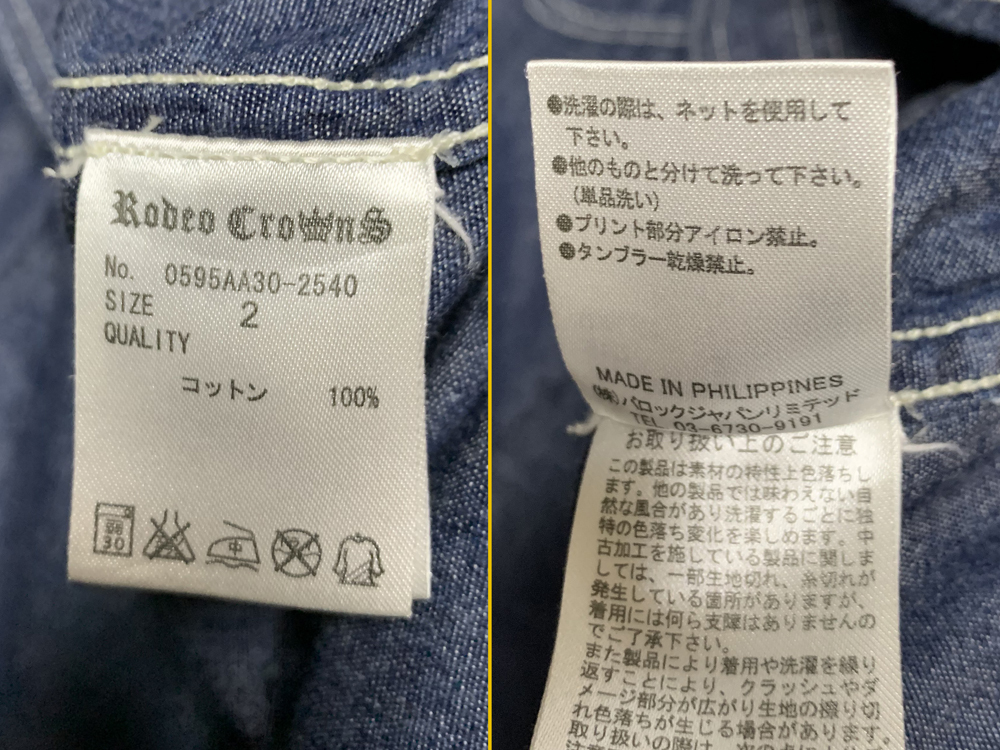 Rodeo CroWnS
No. 0595AA30-2540
SIZE 2
QUALITY
コットン 100%
弱
30
中
●洗濯の際は、ネットを使用して
下さい。
●他のものと分けて洗って下さい。
(単品洗い)
●プリント部分アイロン禁止。
●タンブラー乾燥禁止。
MADE IN PHILIPPINES
㈱バロックジャパンリミテッド
TEL 03-6730-9191
お取り扱い上のご注意
この製品は素材の特性上色落ちし
ます。他の製品では味わえない自
然な風合があり洗濯するごとに独
特の色落ち変化を楽しめます。中
古加工を施している製品に関しま
しては、一部生地切れ、糸切れが
発生している箇所がありますが、
着用には何ら支障はありませんの
でご了承下さい。
また製品により着用や洗濯を繰り
返すことにより、クラッシュやダ
メージ部分が広がり生地の擦り切
れ色落ちが生じる場合があります。
取り扱いの際は、